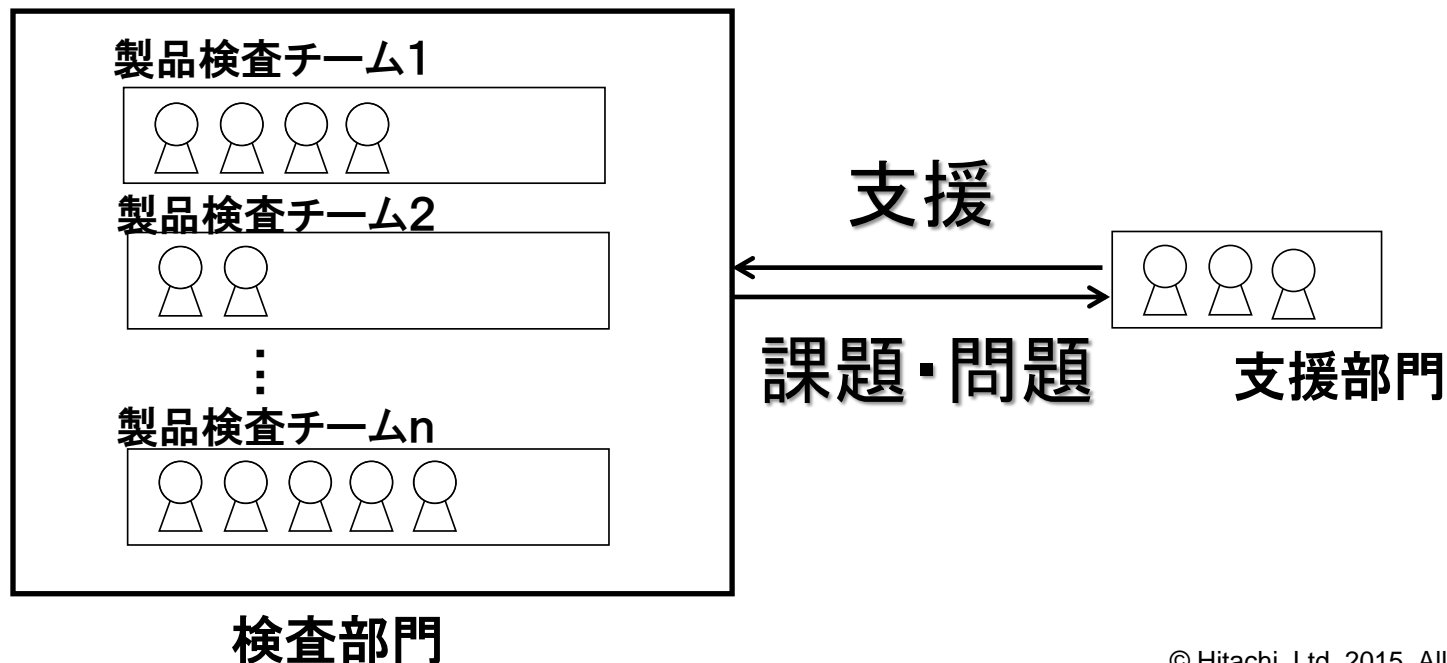 製品検査チーム1
製品検査チーム2
支援
課題・問題
支援部門
製品検査チームn
検査部門
© Hitachi, Ltd. 2015. All